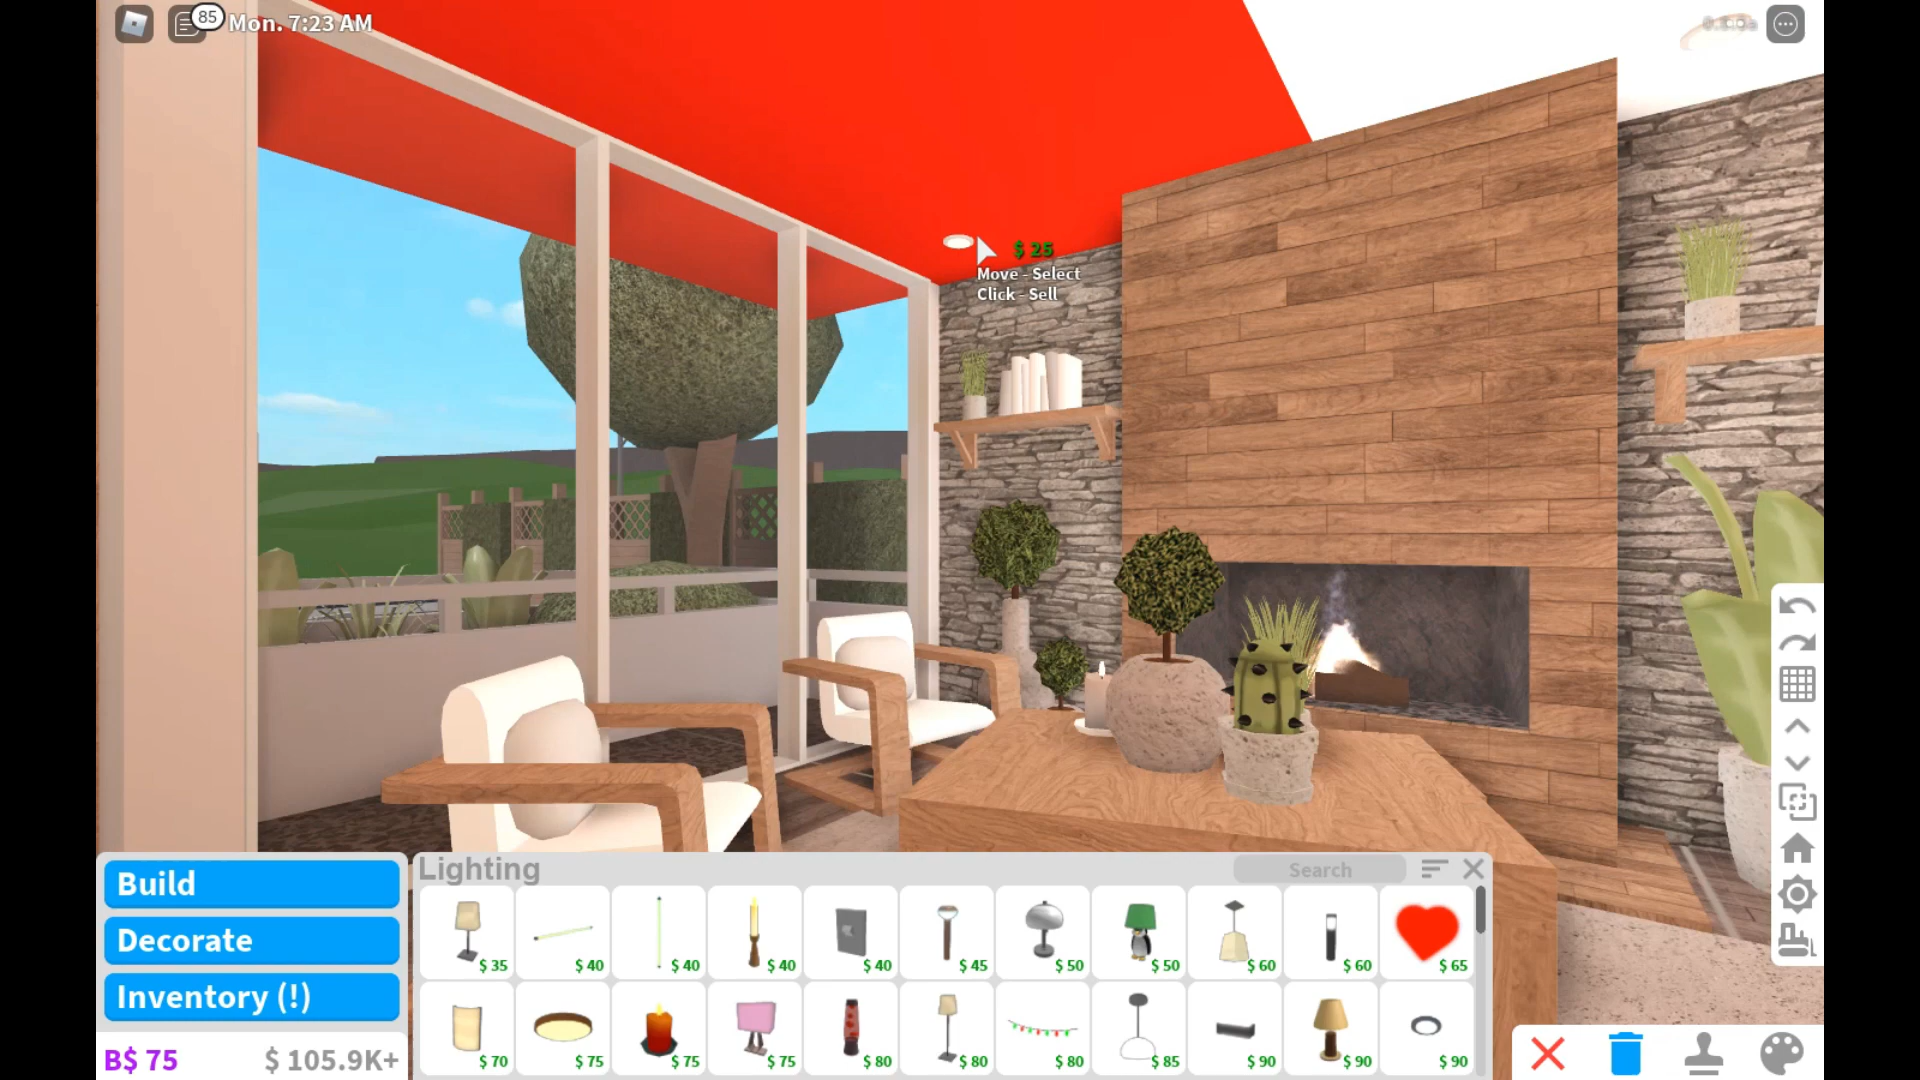 85
Mon. 7:23 AM
$ 25
Move - Select
Click - Sell
Build
Decorate
Inventory (!)
B$ 75
$ 105.9K+
Lighting
Search
$ 35
$ 40
$ 40
$ 40
$ 40
$ 45
$ 50
$ 50
$ 60
$ 60
$ 65
$ 70
$ 75
$ 75
$ 75
$ 80
$ 80
$ 80
$ 85
$ 90
$ 90
$ 90